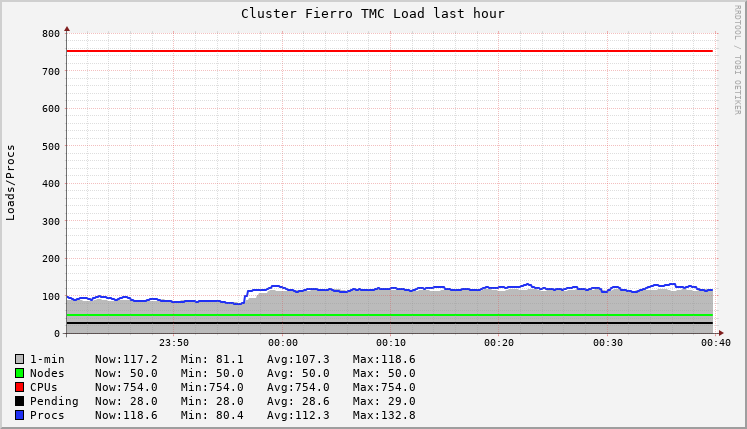 Cluster Fierro TMC Load last hour
RRDTOOL / TOBI OETIKER
Loads/Procs
800
700
600
500
400
300
200
100
0
23:50 00:00 00:10 00:20 00:30 00:40
1-min Now:117.2 Min: 81.1 Avg:107.3 Max:118.6
Nodes Now: 50.0 Min: 50.0 Avg: 50.0 Max: 50.0
CPUs Now:754.0 Min:754.0 Avg:754.0 Max:754.0
Pending Now: 28.0 Min: 28.0 Avg: 28.6 Max: 29.0
Procs Now:118.6 Min: 80.4 Avg:112.3 Max:132.8